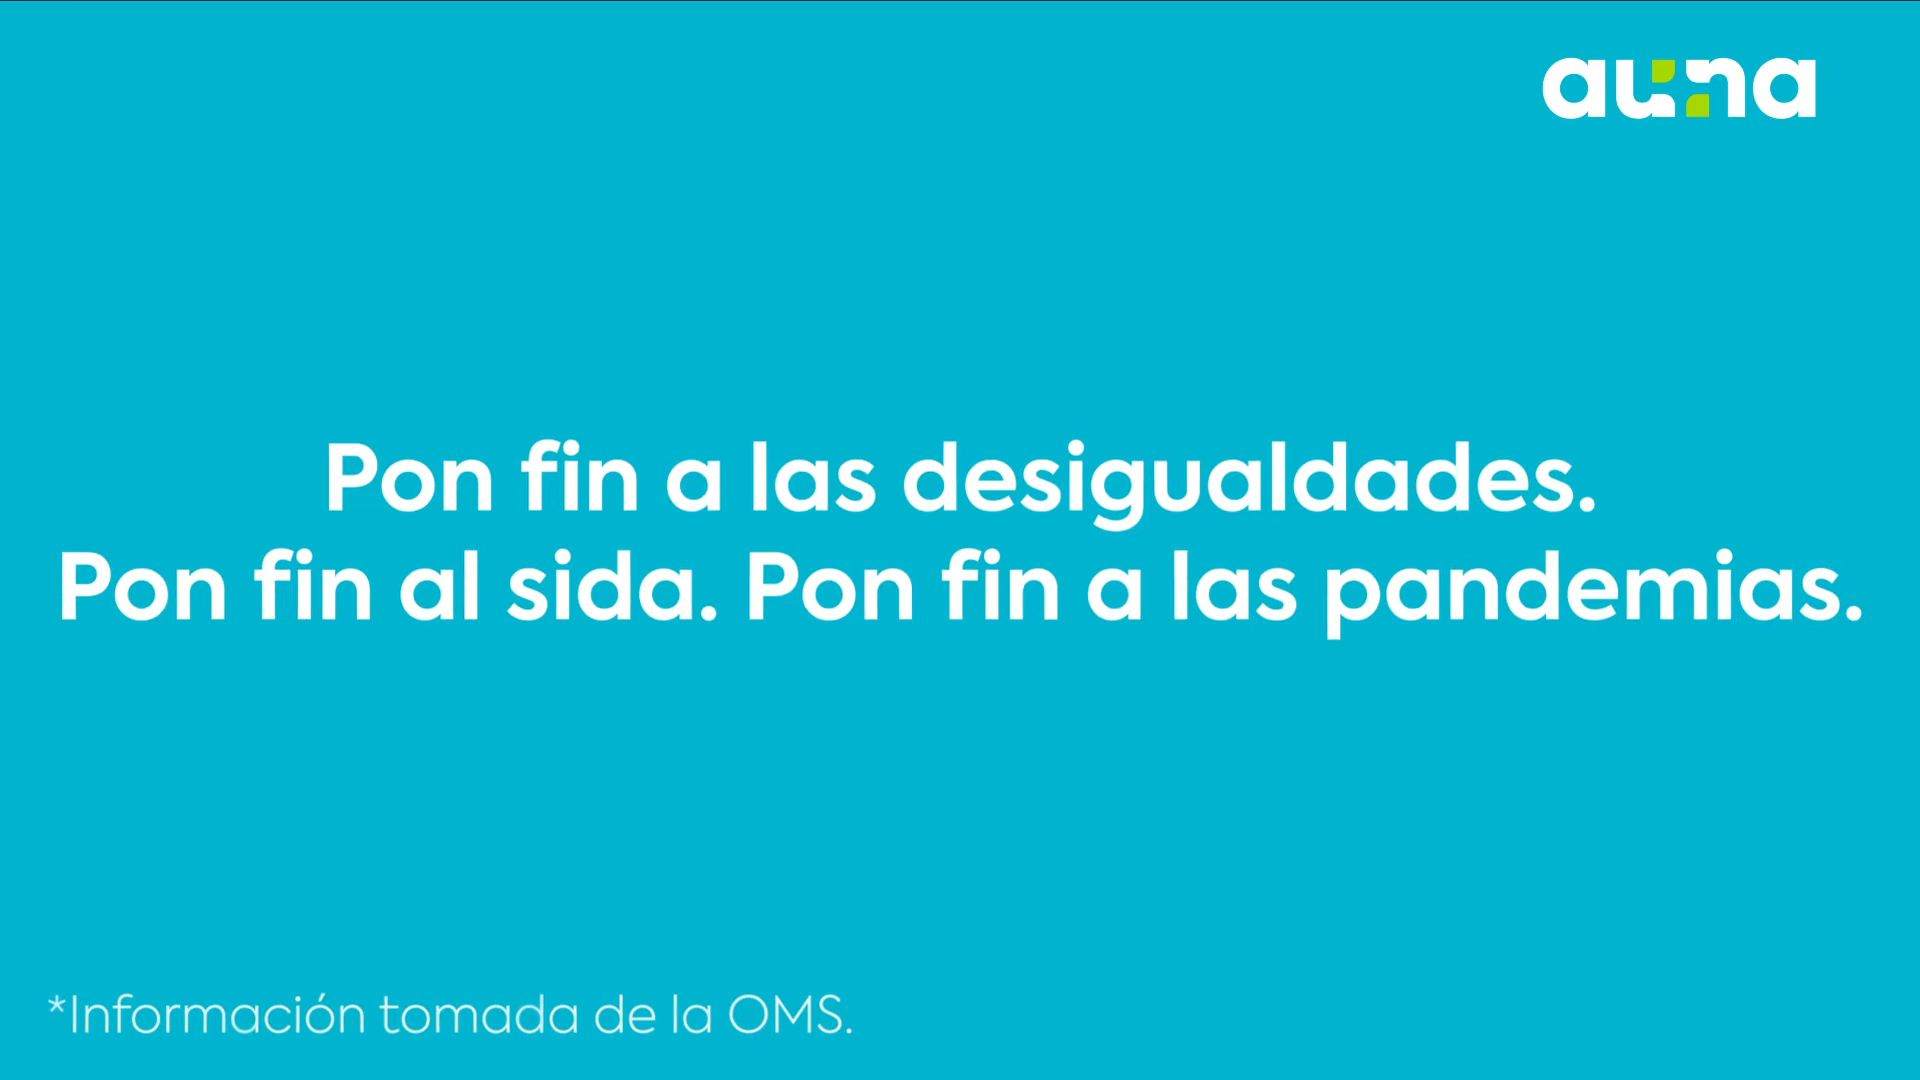 auna
Pon fin a las desigualdades.
Pon fin al sida. Pon fin a las pandemias.
*Información tomada de la OMS.